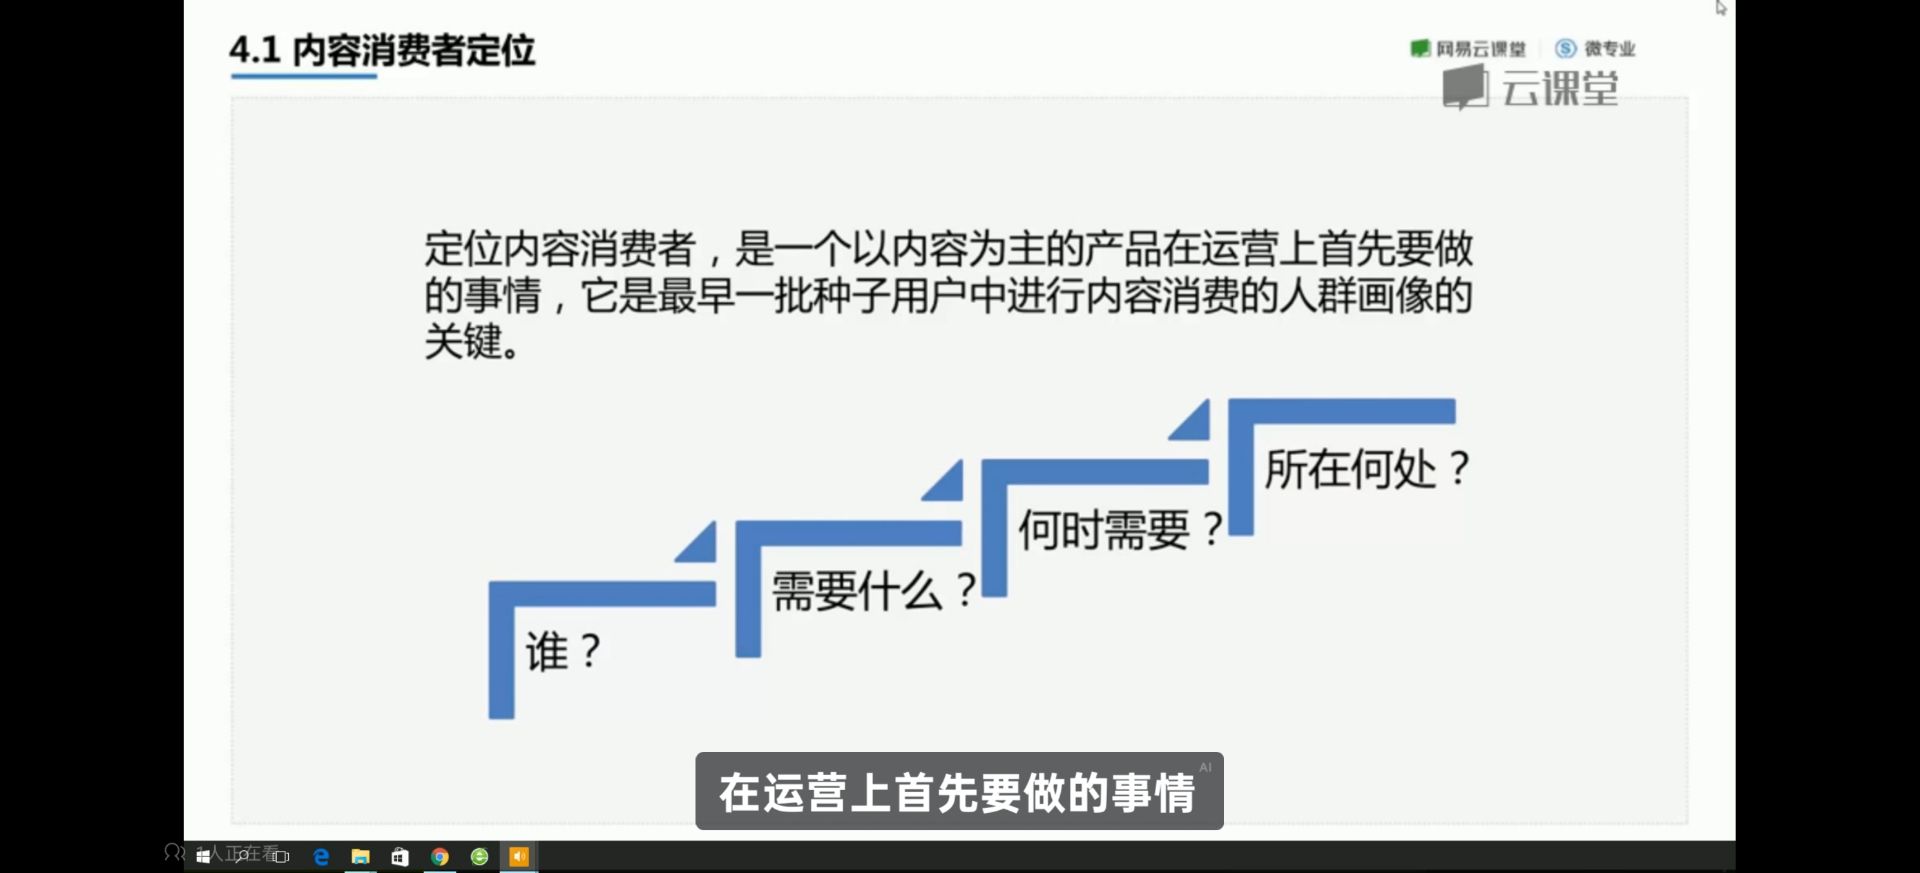 4.1 内容消费者定位
网易云课堂
微专业
云课堂
定位内容消费者，是一个以内容为主的产品在运营上首先要做
的事情，它是最早一批种子用户中进行内容消费的人群画像的
关键。
所在何处？
何时需要？
需要什么？
谁？
AI
在运营上首先要做的事情
1人正在看